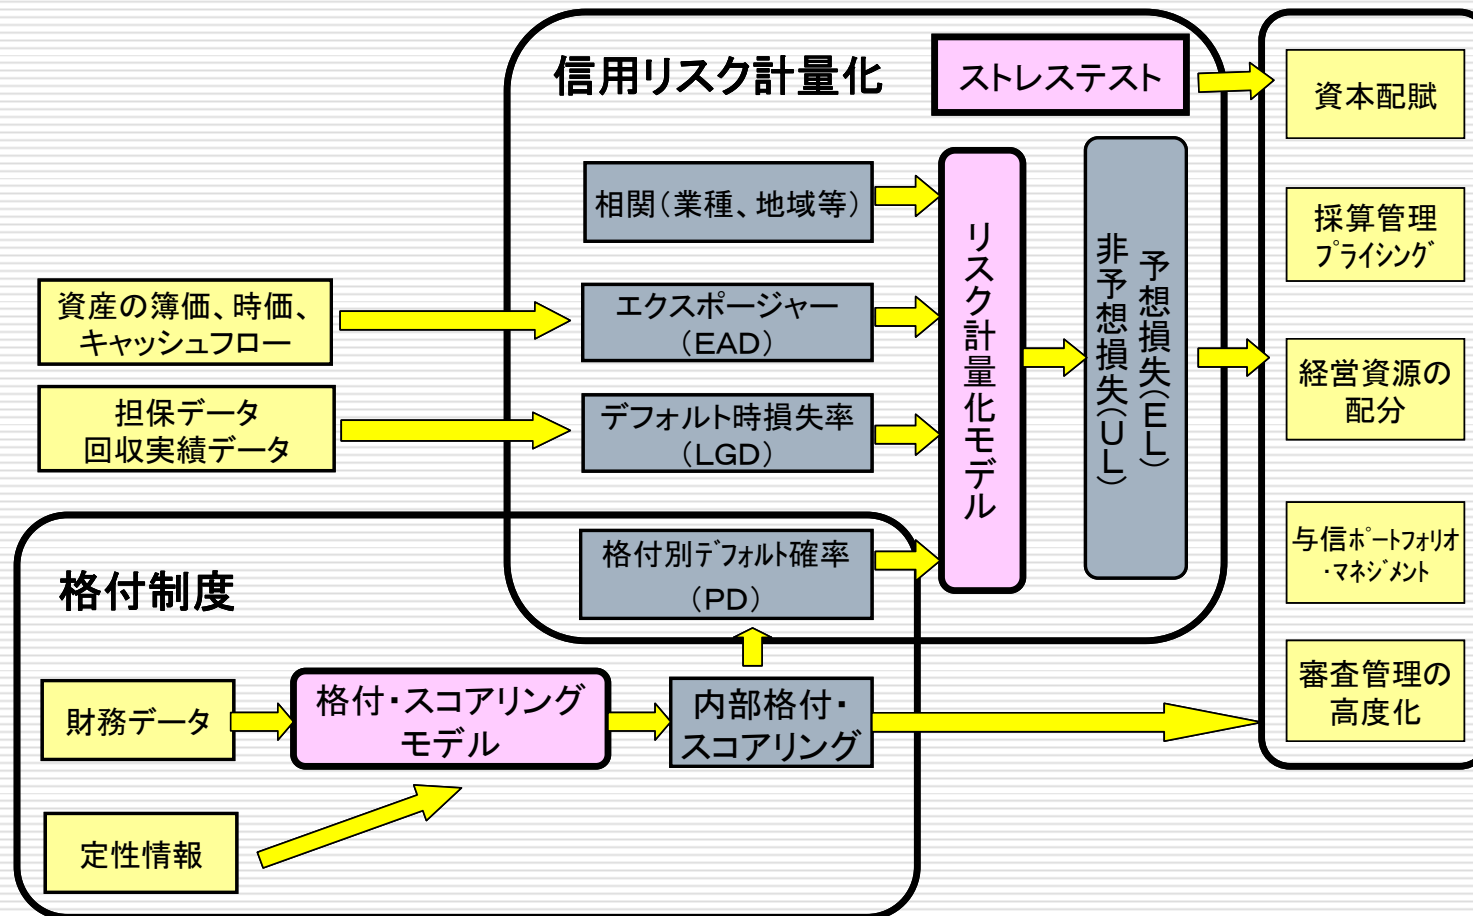 信用リスク計量化
ストレステスト
相関（業種、地域等）
資産の簿価、時価、
キャッシュフロー
エクスポージャー
（EAD）
担保データ
回収実績データ
デフォルト時損失率
（LGD）
格付別ﾃﾞﾌｫﾙﾄ確率
（PD）
リスク計量化モデル
予想損失（ＥＬ）
非予想損失（ＵＬ）
格付制度
財務データ
格付・スコアリング
モデル
内部格付・
スコアリング
定性情報
資本配賦
採算管理
ﾌﾟﾗｲｼﾝｸﾞ
経営資源の
配分
与信ﾎﾟｰﾄﾌｫﾘｵ
・ﾏﾈｼﾞﾒﾝﾄ
審査管理の
高度化